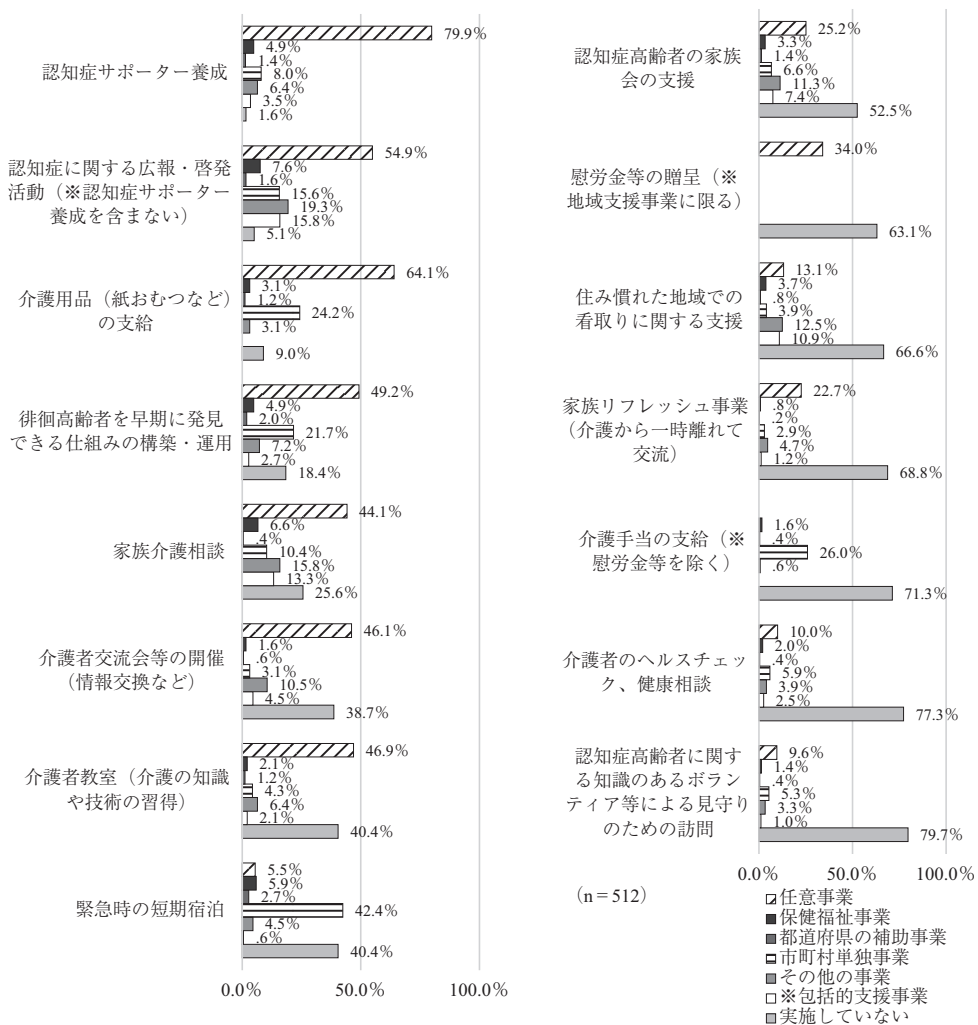 認知症サポーター養成
79.9%
4.9%
1.4%
8.0%
6.4%
3.5%
1.6%
認知症に関する広報・啓発
活動（※認知症サポーター
養成を含まない）
54.9%
7.6%
1.6%
15.6%
19.3%
15.8%
5.1%
介護用品（紙おむつなど）
の支給
64.1%
3.1%
1.2%
24.2%
3.1%
9.0%
徘徊高齢者を早期に発見
できる仕組みの構築・運用
49.2%
4.9%
2.0%
21.7%
7.2%
2.7%
18.4%
家族介護相談
44.1%
6.6%
.4%
10.4%
15.8%
13.3%
25.6%
介護者交流会等の開催
（情報交換など）
46.1%
1.6%
.6%
3.1%
10.5%
4.5%
38.7%
介護者教室（介護の知識
や技術の習得）
46.9%
2.1%
1.2%
4.3%
6.4%
2.1%
40.4%
緊急時の短期宿泊
5.5%
5.9%
2.7%
42.4%
4.5%
.6%
40.4%
0.0% 50.0% 100.0%
認知症高齢者の家族
会の支援
25.2%
3.3%
1.4%
6.6%
11.3%
7.4%
52.5%
慰労金等の贈呈（※
地域支援事業に限る）
34.0%
63.1%
住み慣れた地域での
看取りに関する支援
13.1%
3.7%
.8%
3.9%
12.5%
10.9%
66.6%
家族リフレッシュ事業
（介護から一時離れて
交流）
22.7%
.8%
.2%
2.9%
4.7%
1.2%
68.8%
介護手当の支給（※
慰労金等を除く）
1.6%
.4%
26.0%
.6%
71.3%
介護者のヘルスチェッ
ク、健康相談
10.0%
2.0%
.4%
5.9%
3.9%
2.5%
77.3%
認知症高齢者に関す
る知識のあるボラン
ティア等による見守り
のための訪問
9.6%
1.4%
.4%
5.3%
3.3%
1.0%
79.7%
0.0% 50.0% 100.0%
（n＝512）
任意事業
保健福祉事業
都道府県の補助事業
市町村単独事業
その他の事業
※包括的支援事業
実施していない